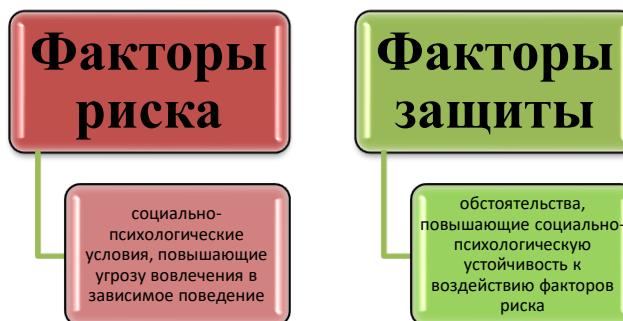 Факторы
риска
социально-
психологические
условия, повышающие
угрозу вовлечения в
зависимое поведение
Факторы
защиты
обстоятельства,
повышающие социально-
психологическую
устойчивость к
воздействию факторов
риска